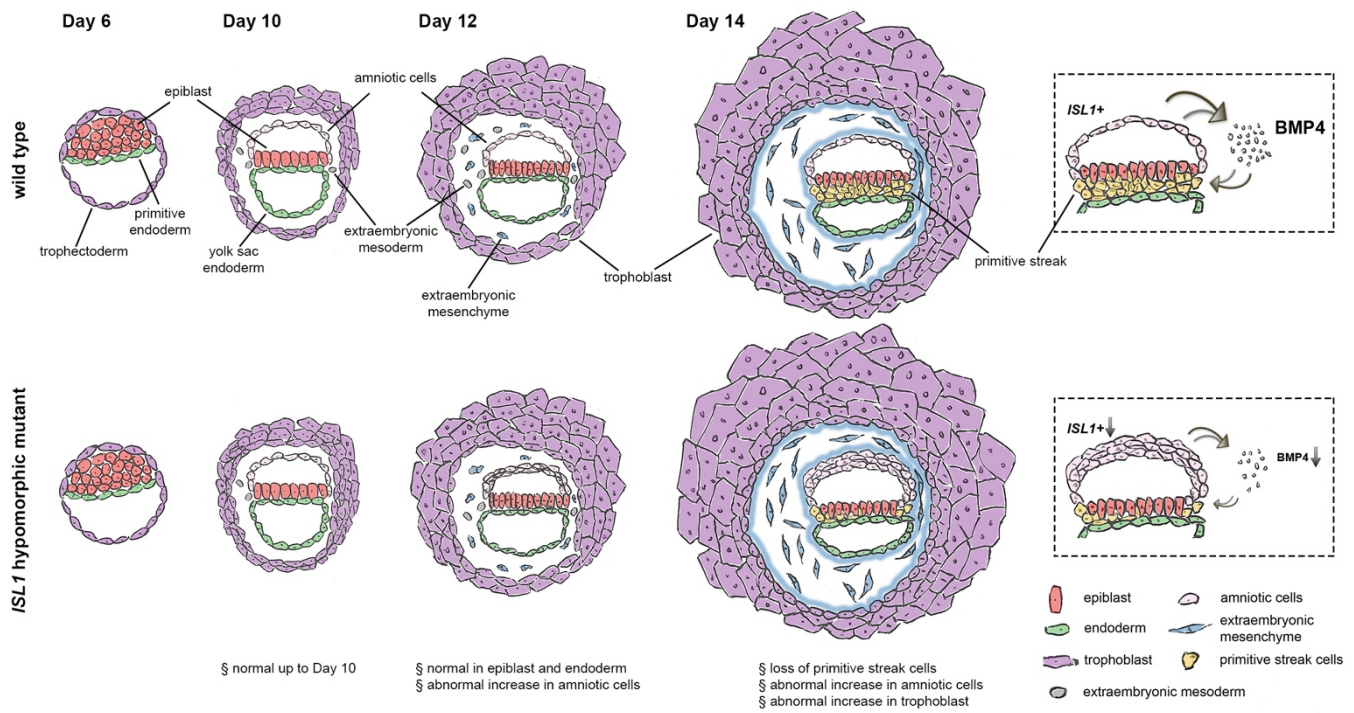 Day 6
Day 10
Day 12
Day 14
wild type
epiblast
amniotic cells
primitive
endoderm
trophectoderm
yolk sac
endoderm
extraembryonic
mesoderm
extraembryonic
mesenchyme
trophoblast
primitive streak
ISL1+
BMP4
ISL1 hypomorphic mutant
ISL1+
BMP4
§ normal up to Day 10
§ normal in epiblast and endoderm
§ abnormal increase in amniotic cells
§ loss of primitive streak cells
§ abnormal increase in amniotic cells
§ abnormal increase in trophoblast
epiblast
amniotic cells
endoderm
extraembryonic
mesenchyme
trophoblast
primitive streak cells
extraembryonic mesoderm